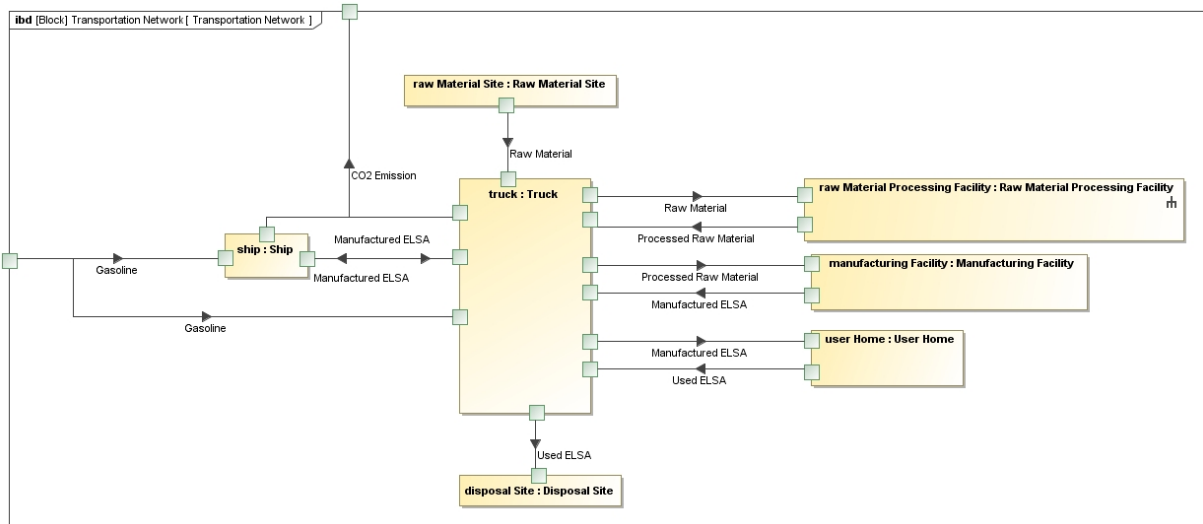 ibd [Block] Transportation Network [ Transportation Network ]
raw Material Site : Raw Material Site
Raw Material
CO2 Emission
truck : Truck
raw Material Processing Facility : Raw Material Processing Facility
Raw Material
Processed Raw Material
ship : Ship
Manufactured ELSA
Manufactured ELSA
Gasoline
manufacturing Facility : Manufacturing Facility
Processed Raw Material
Manufactured ELSA
Gasoline
user Home : User Home
Manufactured ELSA
Used ELSA
Used ELSA
disposal Site : Disposal Site